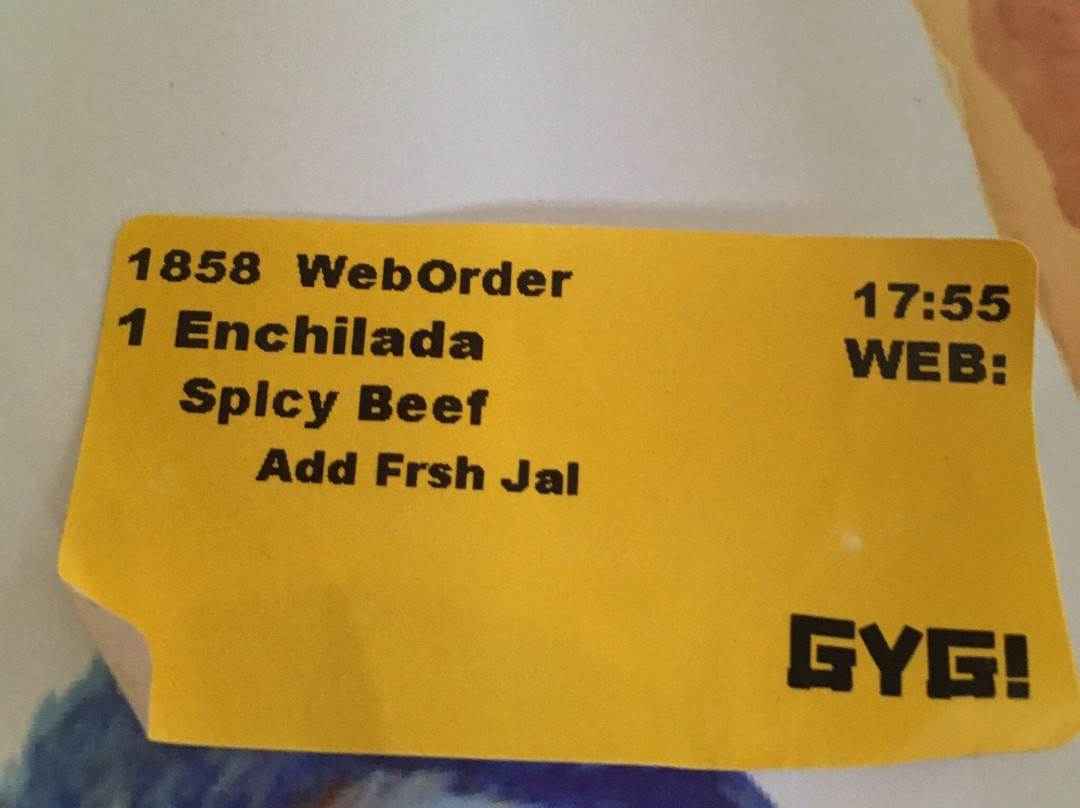 1858 WebOrder
17:55
1 Enchilada
WEB:
Spicy Beef
Add Frsh Jal
GYG!